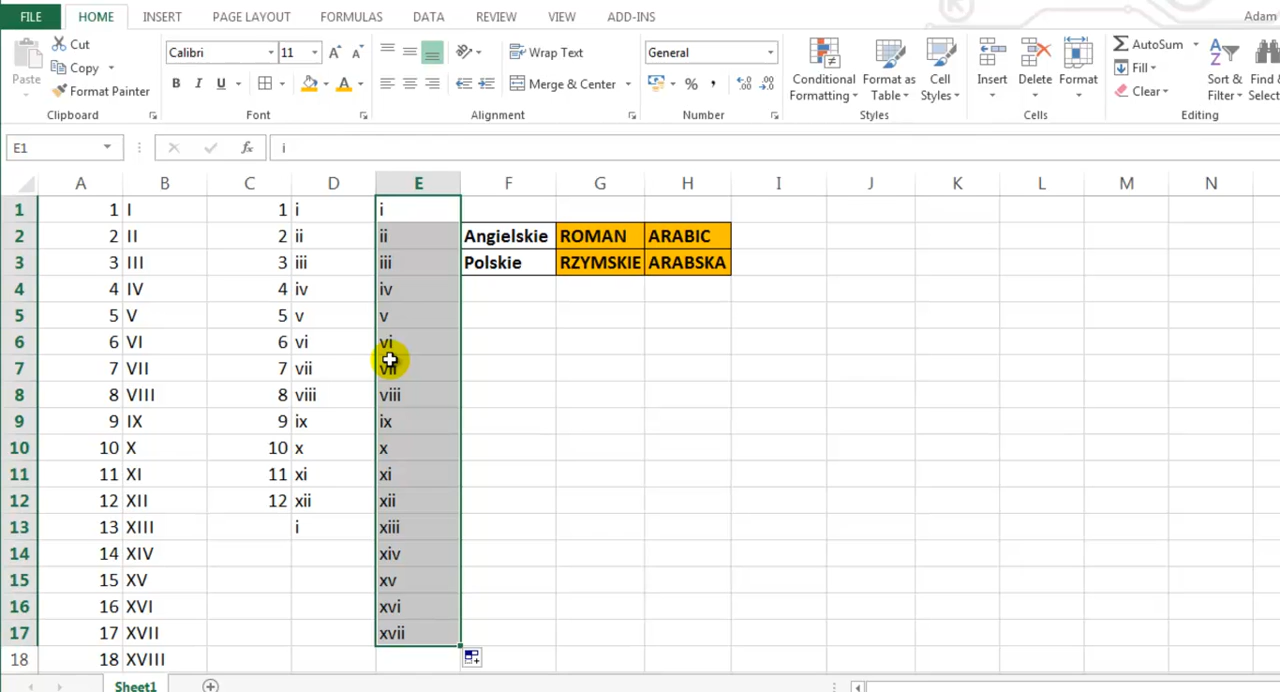 FILE HOME INSERT PAGE LAYOUT FORMULAS DATA REVIEW VIEW ADD-INS Adam
Paste Cut Copy Format Painter Clipboard
Calibri 11 A A B I U A Font
Wrap Text Merge & Center Alignment
General % , .00 Number
Conditional Formatting Format as Table Cell Styles Styles
Insert Delete Format Cells
AutoSum Fill Clear Sort & Filter Find & Selec Editing
E1 fx i
A B C D E F G H I J K L M N
1 1 I 1 i i
2 2 II 2 ii ii Angielskie ROMAN ARABIC
3 3 III 3 iii iii Polskie RZYMSKIE ARABSKA
4 4 IV 4 iv iv
5 5 V 5 v v
6 6 VI 6 vi vi
7 7 VII 7 vii vii
8 8 VIII 8 viii viii
9 9 IX 9 ix ix
10 10 X 10 x x
11 11 XI 11 xi xi
12 12 XII 12 xii xii
13 13 XIII i xiii
14 14 XIV xiv
15 15 XV xv
16 16 XVI xvi
17 17 XVII xvii
18 18 XVIII
Sheet1